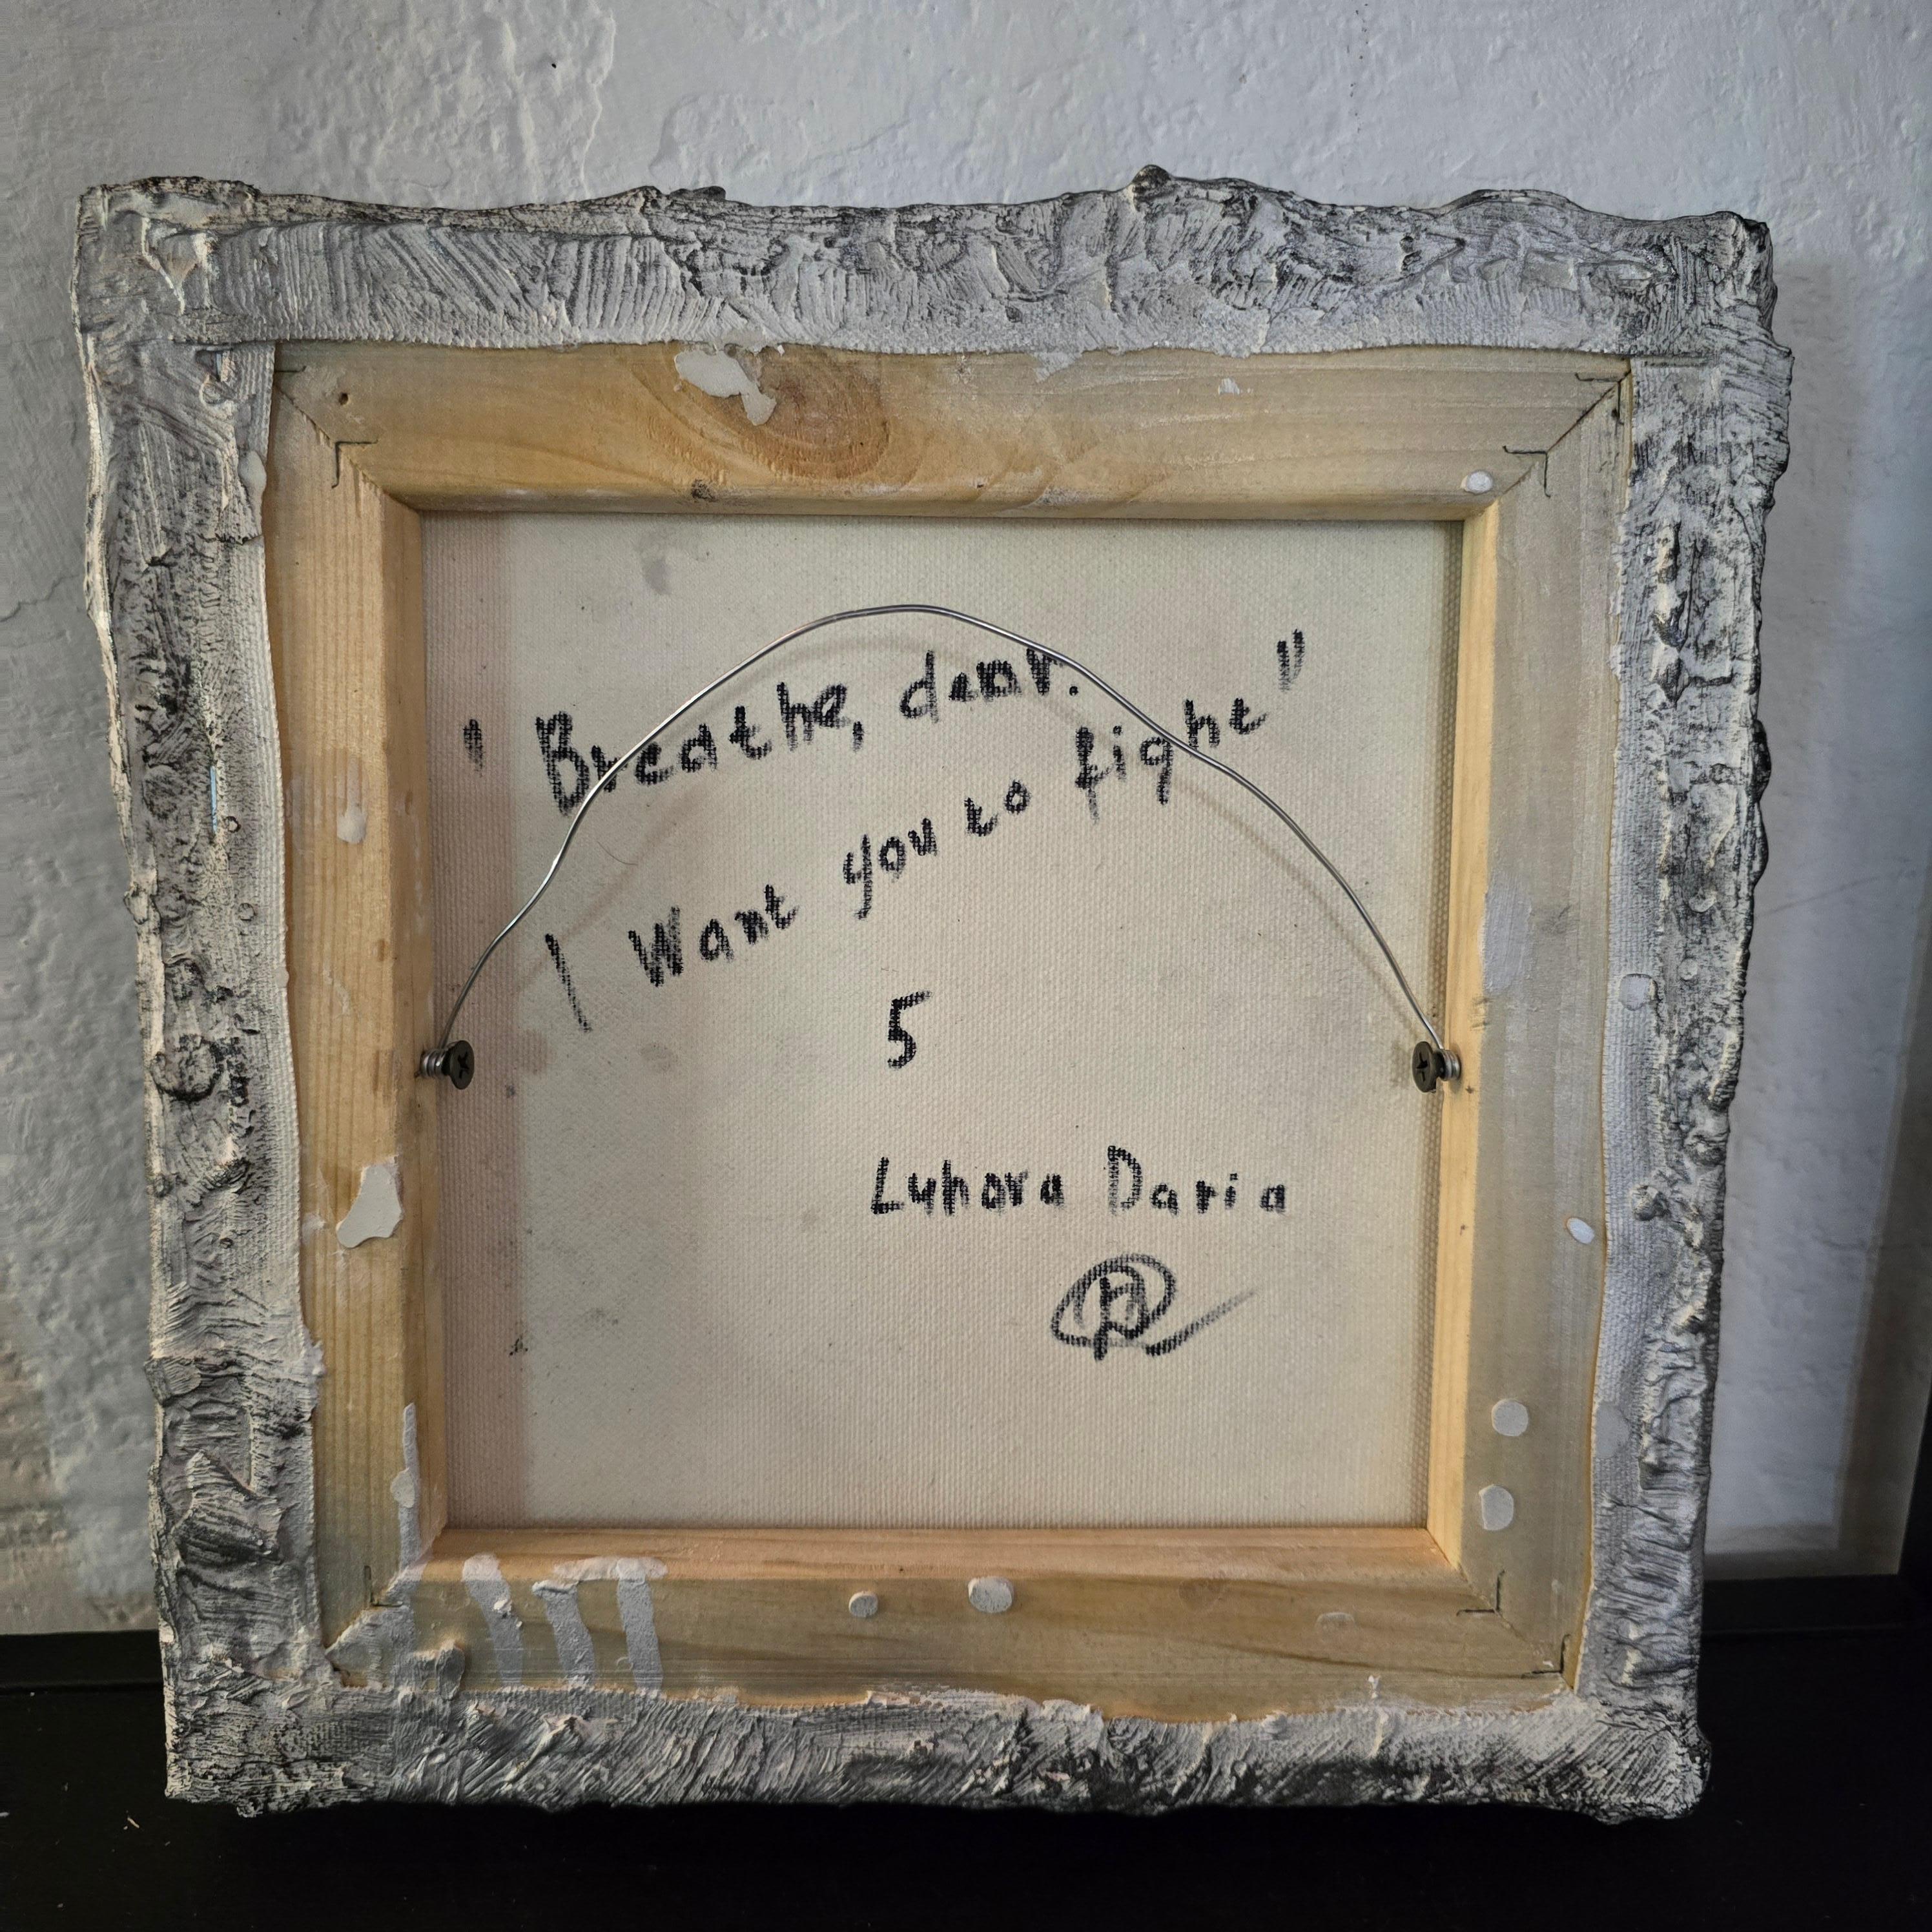 " Breathe, dear.
I Want you to fight"
5
Luhova Daria